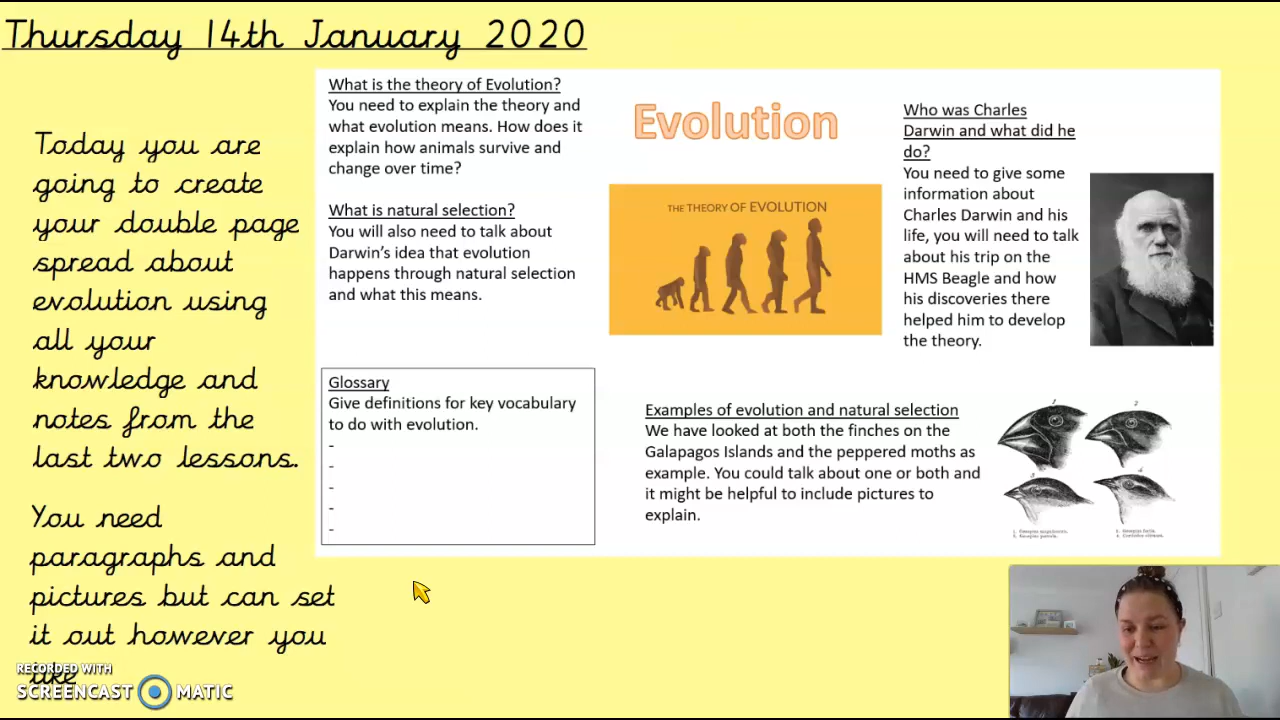 Thursday 14th January 2020
Today you are
going to create
your double page
spread about
evolution using
all your
knowledge and
notes from the
last two lessons.
You need
paragraphs and
pictures but can set
it out however you
like
What is the theory of Evolution?
You need to explain the theory and
what evolution means. How does it
explain how animals survive and
change over time?
What is natural selection?
You will also need to talk about
Darwin's idea that evolution
happens through natural selection
and what this means.
Glossary
Give definitions for key vocabulary
to do with evolution.
-
-
-
-
-
Evolution
THE THEORY OF EVOLUTION
Who was Charles
Darwin and what did he
do?
You need to give some
information about
Charles Darwin and his
life, you will need to talk
about his trip on the
HMS Beagle and how
his discoveries there
helped him to develop
the theory.
Examples of evolution and natural selection
We have looked at both the finches on the
Galapagos Islands and the peppered moths as
example. You could talk about one or both and
it might be helpful to include pictures to
explain.
RECORDED WITH
SCREENCAST MATIC